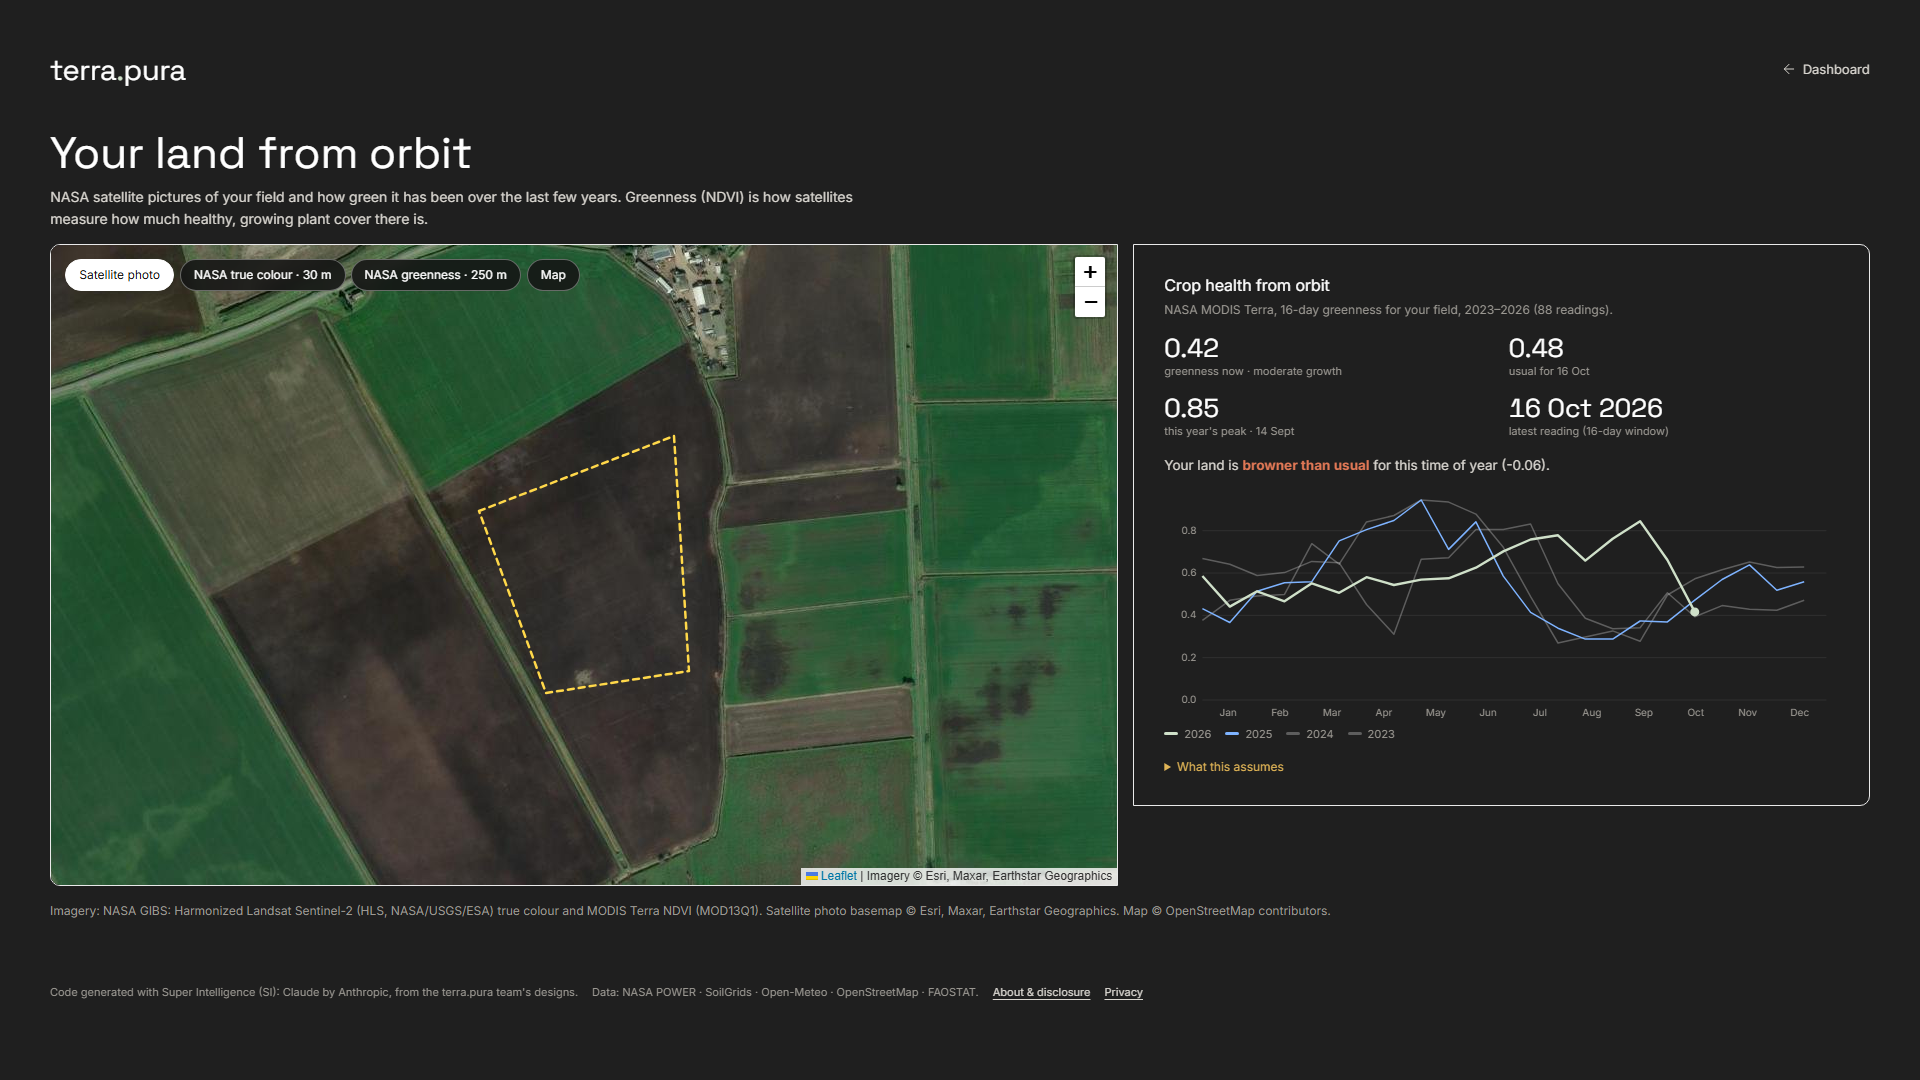 terra.pura
← Dashboard
Your land from orbit
NASA satellite pictures of your field and how green it has been over the last few years. Greenness (NDVI) is how satellites
measure how much healthy, growing plant cover there is.
Satellite photo
NASA true colour · 30 m
NASA greenness · 250 m
Map
+
−
Leaflet | Imagery © Esri, Maxar, Earthstar Geographics
Crop health from orbit
NASA MODIS Terra, 16-day greenness for your field, 2023–2026 (88 readings).
0.42
greenness now · moderate growth
0.48
usual for 16 Oct
0.85
this year's peak · 14 Sept
16 Oct 2026
latest reading (16-day window)
Your land is browner than usual for this time of year (-0.06).
0.8
0.6
0.4
0.2
0.0
Jan Feb Mar Apr May Jun Jul Aug Sep Oct Nov Dec
2026 2025 2024 2023
▶ What this assumes
Imagery: NASA GIBS: Harmonized Landsat Sentinel-2 (HLS, NASA/USGS/ESA) true colour and MODIS Terra NDVI (MOD13Q1). Satellite photo basemap © Esri, Maxar, Earthstar Geographics. Map © OpenStreetMap contributors.
Code generated with Super Intelligence (SI): Claude by Anthropic, from the terra.pura team's designs. Data: NASA POWER · SoilGrids · Open-Meteo · OpenStreetMap · FAOSTAT. About & disclosure Privacy